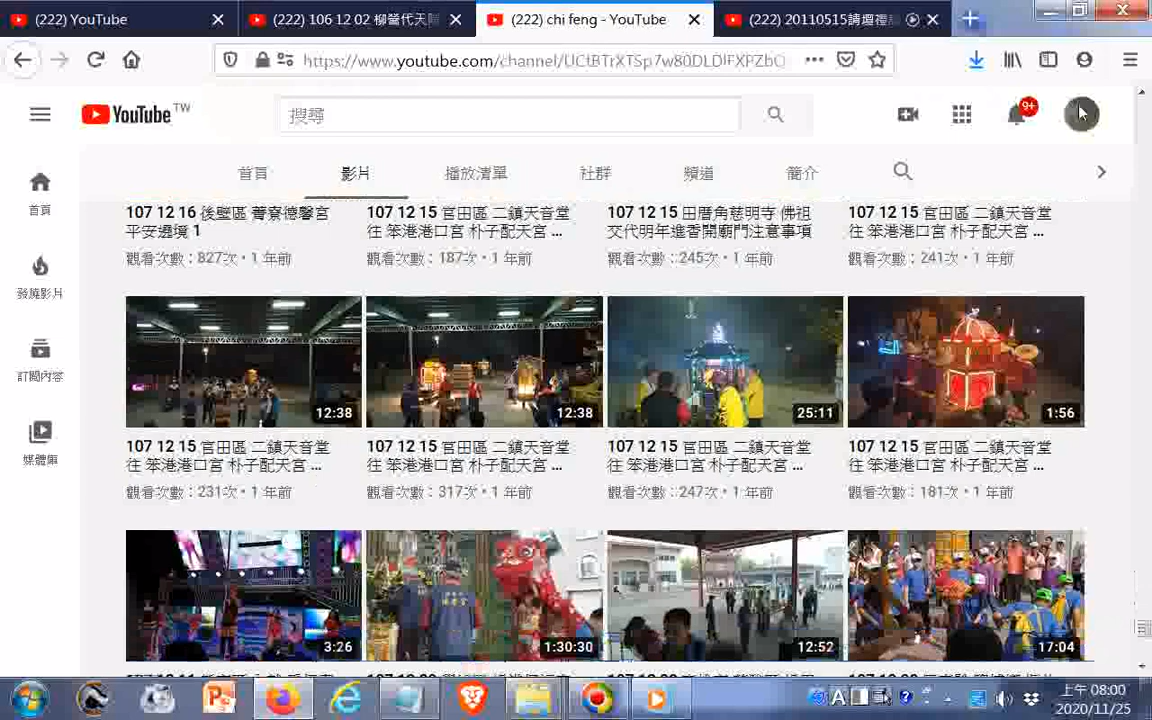 (222) YouTube
(222) 106 12 02 柳營代天
(222) chi feng - YouTube
(222) 20110515請壇禮
https://www.youtube.com/channel/
YouTube TW
搜尋
9+
首頁
影片
播放清單
社群
頻道
簡介
首頁
發燒影片
訂閱內容
媒體櫃
107 12 16 後壁區 菁寮德馨宮
平安遶境 1
觀看次數：827次・1 年前
107 12 15 官田區 二鎮天音堂
往 笨港港口宮 朴子配天宮 ...
觀看次數：187次・1 年前
107 12 15 田厝角慈明寺 佛祖
交代明年進香開廟門注意事項
觀看次數：245次・1 年前
107 12 15 官田區 二鎮天音堂
往 笨港港口宮 朴子配天宮 ...
觀看次數：241次・1 年前
12:38
12:38
25:11
1:56
107 12 15 官田區 二鎮天音堂
往 笨港港口宮 朴子配天宮 ...
觀看次數：231次・1 年前
107 12 15 官田區 二鎮天音堂
往 笨港港口宮 朴子配天宮 ...
觀看次數：317次・1 年前
107 12 15 官田區 二鎮天音堂
往 笨港港口宮 朴子配天宮 ...
觀看次數：247次・1 年前
107 12 15 官田區 二鎮天音堂
往 笨港港口宮 朴子配天宮 ...
觀看次數：181次・1 年前
3:26
1:30:30
12:52
17:04
上午 08:00
2020/11/25